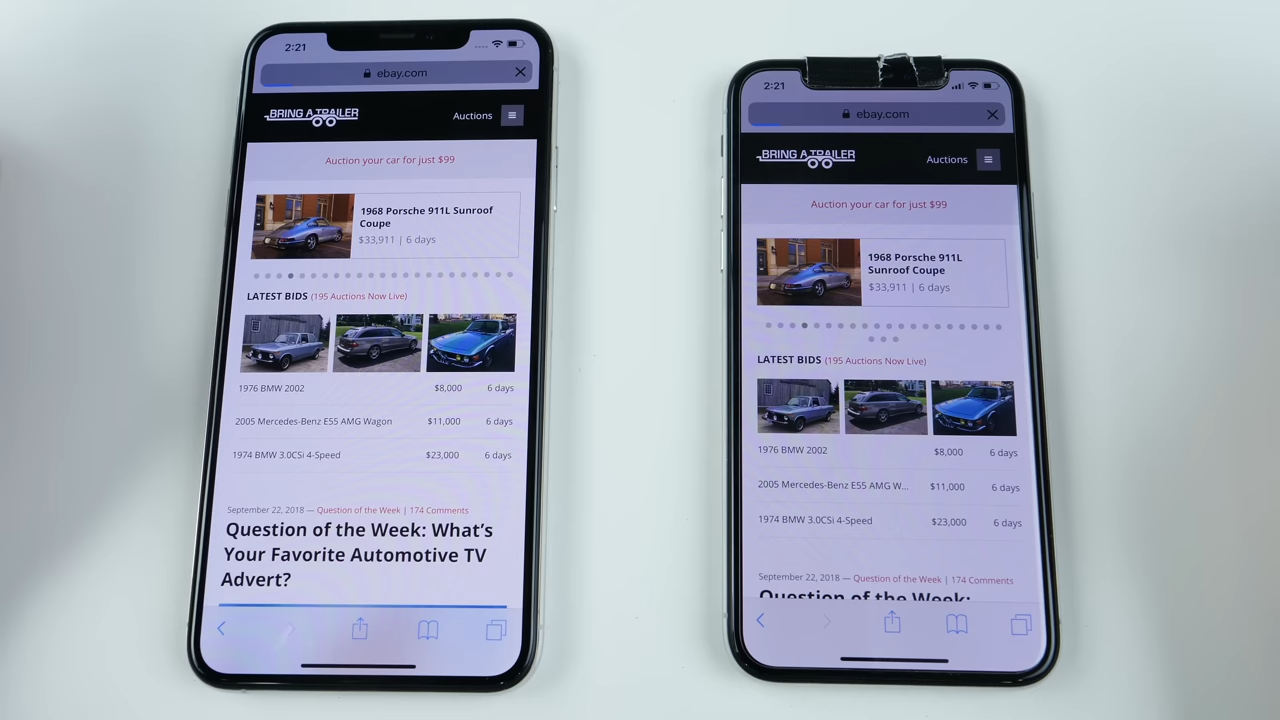 2:21
ebay.com
BRING A TRAILER
Auctions
Auction your car for just $99
1968 Porsche 911L Sunroof
Coupe
$33,911 | 6 days
LATEST BIDS (195 Auctions Now Live)
1976 BMW 2002 $8,000 6 days
2005 Mercedes-Benz E55 AMG Wagon $11,000 6 days
1974 BMW 3.0CSi 4-Speed $23,000 6 days
September 22, 2018 — Question of the Week | 174 Comments
Question of the Week: What's
Your Favorite Automotive TV
Advert?
2:21
ebay.com
BRING A TRAILER
Auctions
Auction your car for just $99
1968 Porsche 911L
Sunroof Coupe
$33,911 | 6 days
LATEST BIDS (195 Auctions Now Live)
1976 BMW 2002 $8,000 6 days
2005 Mercedes-Benz E55 AMG W... $11,000 6 days
1974 BMW 3.0CSi 4-Speed $23,000 6 days
September 22, 2018 — Question of the Week | 174 Comments
Question of the Week: